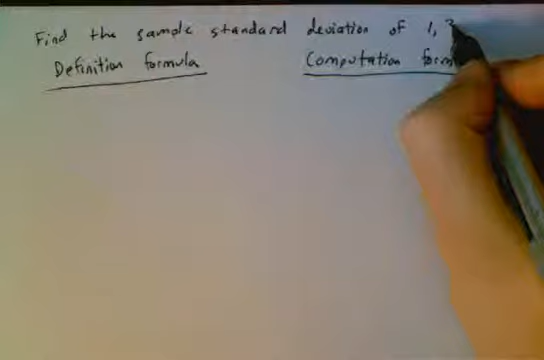 Find the sample standard deviation of 1,
Definition formula
Computation